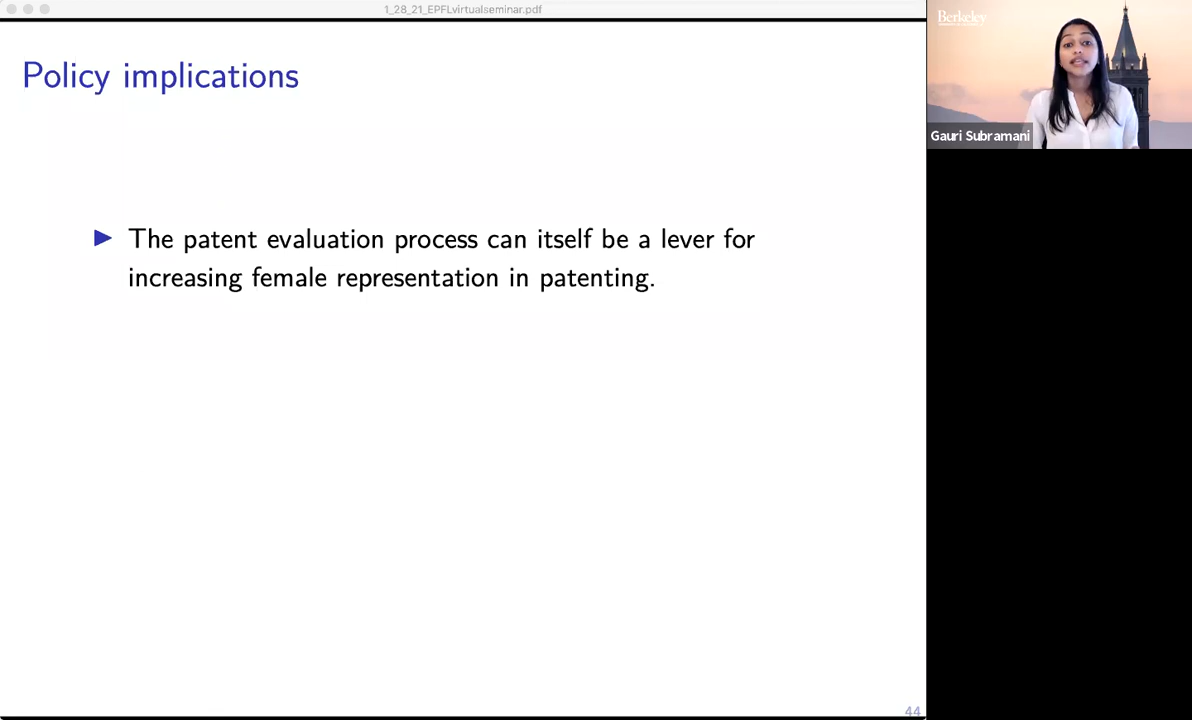 1_28_21_EPFLvirtualseminar.pdf
Policy implications
The patent evaluation process can itself be a lever for
increasing female representation in patenting.
44
Berkeley
Gauri Subramani